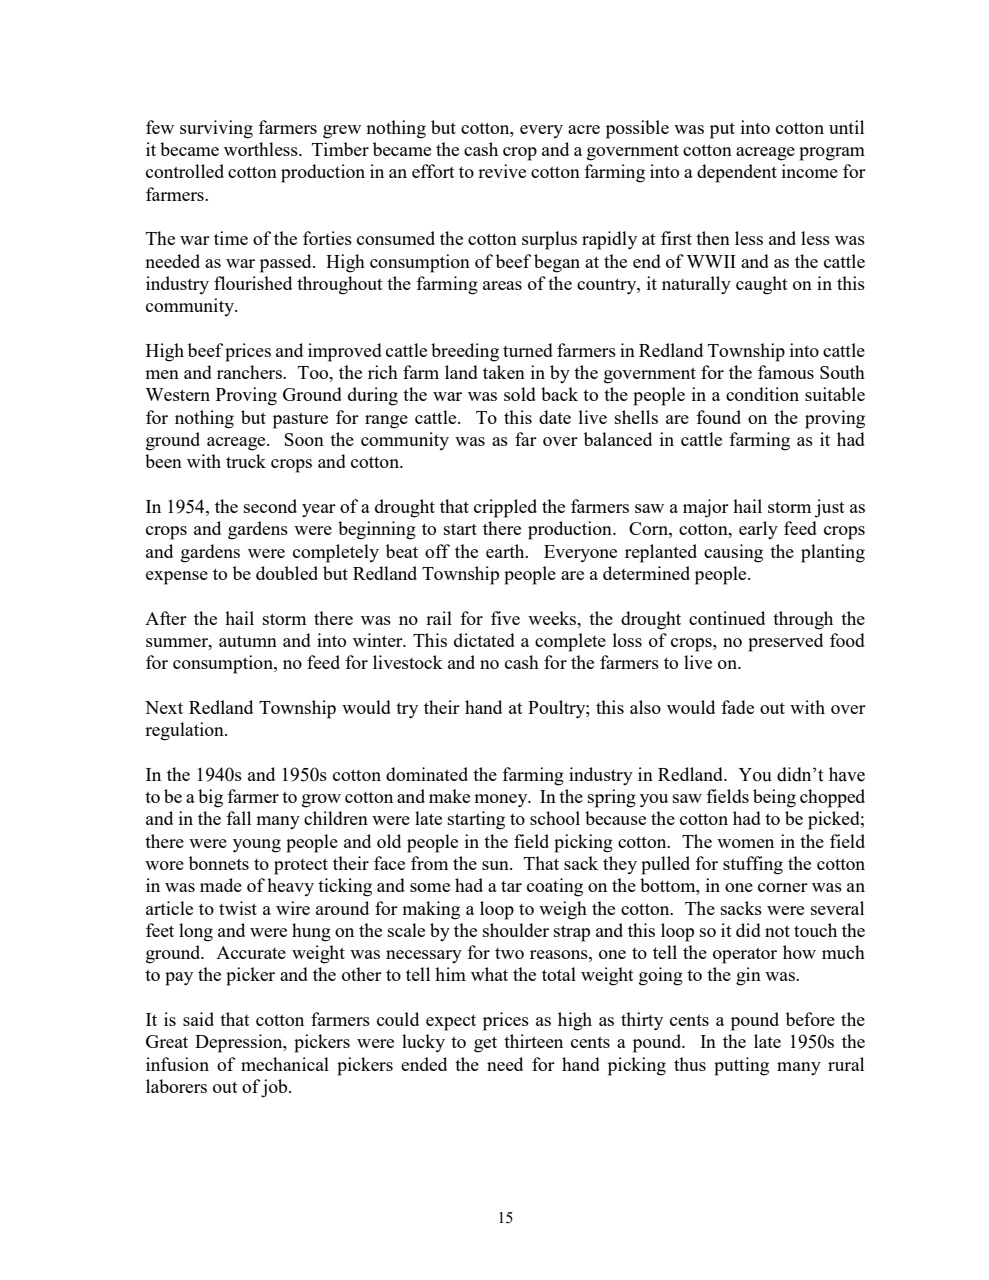 few surviving farmers grew nothing but cotton, every acre possible was put into cotton until
it became worthless. Timber became the cash crop and a government cotton acreage program
controlled cotton production in an effort to revive cotton farming into a dependent income for
farmers.
The war time of the forties consumed the cotton surplus rapidly at first then less and less was
needed as war passed. High consumption of beef began at the end of WWII and as the cattle
industry flourished throughout the farming areas of the country, it naturally caught on in this
community.
High beef prices and improved cattle breeding turned farmers in Redland Township into cattle
men and ranchers. Too, the rich farm land taken in by the government for the famous South
Western Proving Ground during the war was sold back to the people in a condition suitable
for nothing but pasture for range cattle. To this date live shells are found on the proving
ground acreage. Soon the community was as far over balanced in cattle farming as it had
been with truck crops and cotton.
In 1954, the second year of a drought that crippled the farmers saw a major hail storm just as
crops and gardens were beginning to start there production. Corn, cotton, early feed crops
and gardens were completely beat off the earth. Everyone replanted causing the planting
expense to be doubled but Redland Township people are a determined people.
After the hail storm there was no rail for five weeks, the drought continued through the
summer, autumn and into winter. This dictated a complete loss of crops, no preserved food
for consumption, no feed for livestock and no cash for the farmers to live on.
Next Redland Township would try their hand at Poultry; this also would fade out with over
regulation.
In the 1940s and 1950s cotton dominated the farming industry in Redland. You didn’t have
to be a big farmer to grow cotton and make money. In the spring you saw fields being chopped
and in the fall many children were late starting to school because the cotton had to be picked;
there were young people and old people in the field picking cotton. The women in the field
wore bonnets to protect their face from the sun. That sack they pulled for stuffing the cotton
in was made of heavy ticking and some had a tar coating on the bottom, in one corner was an
article to twist a wire around for making a loop to weigh the cotton. The sacks were several
feet long and were hung on the scale by the shoulder strap and this loop so it did not touch the
ground. Accurate weight was necessary for two reasons, one to tell the operator how much
to pay the picker and the other to tell him what the total weight going to the gin was.
It is said that cotton farmers could expect prices as high as thirty cents a pound before the
Great Depression, pickers were lucky to get thirteen cents a pound. In the late 1950s the
infusion of mechanical pickers ended the need for hand picking thus putting many rural
laborers out of job.
15